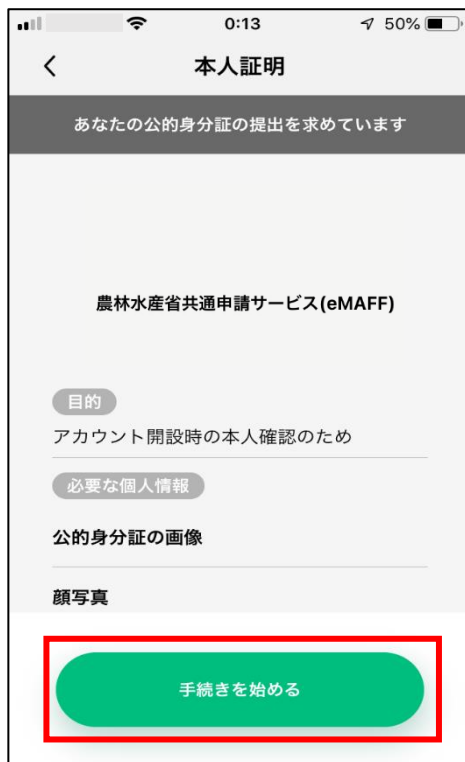 0:13
50%
本人証明
あなたの公的身分証の提出を求めています
農林水産省共通申請サービス(eMAFF)
目的
アカウント開設時の本人確認のため
必要な個人情報
公的身分証の画像
顔写真
手続きを始める